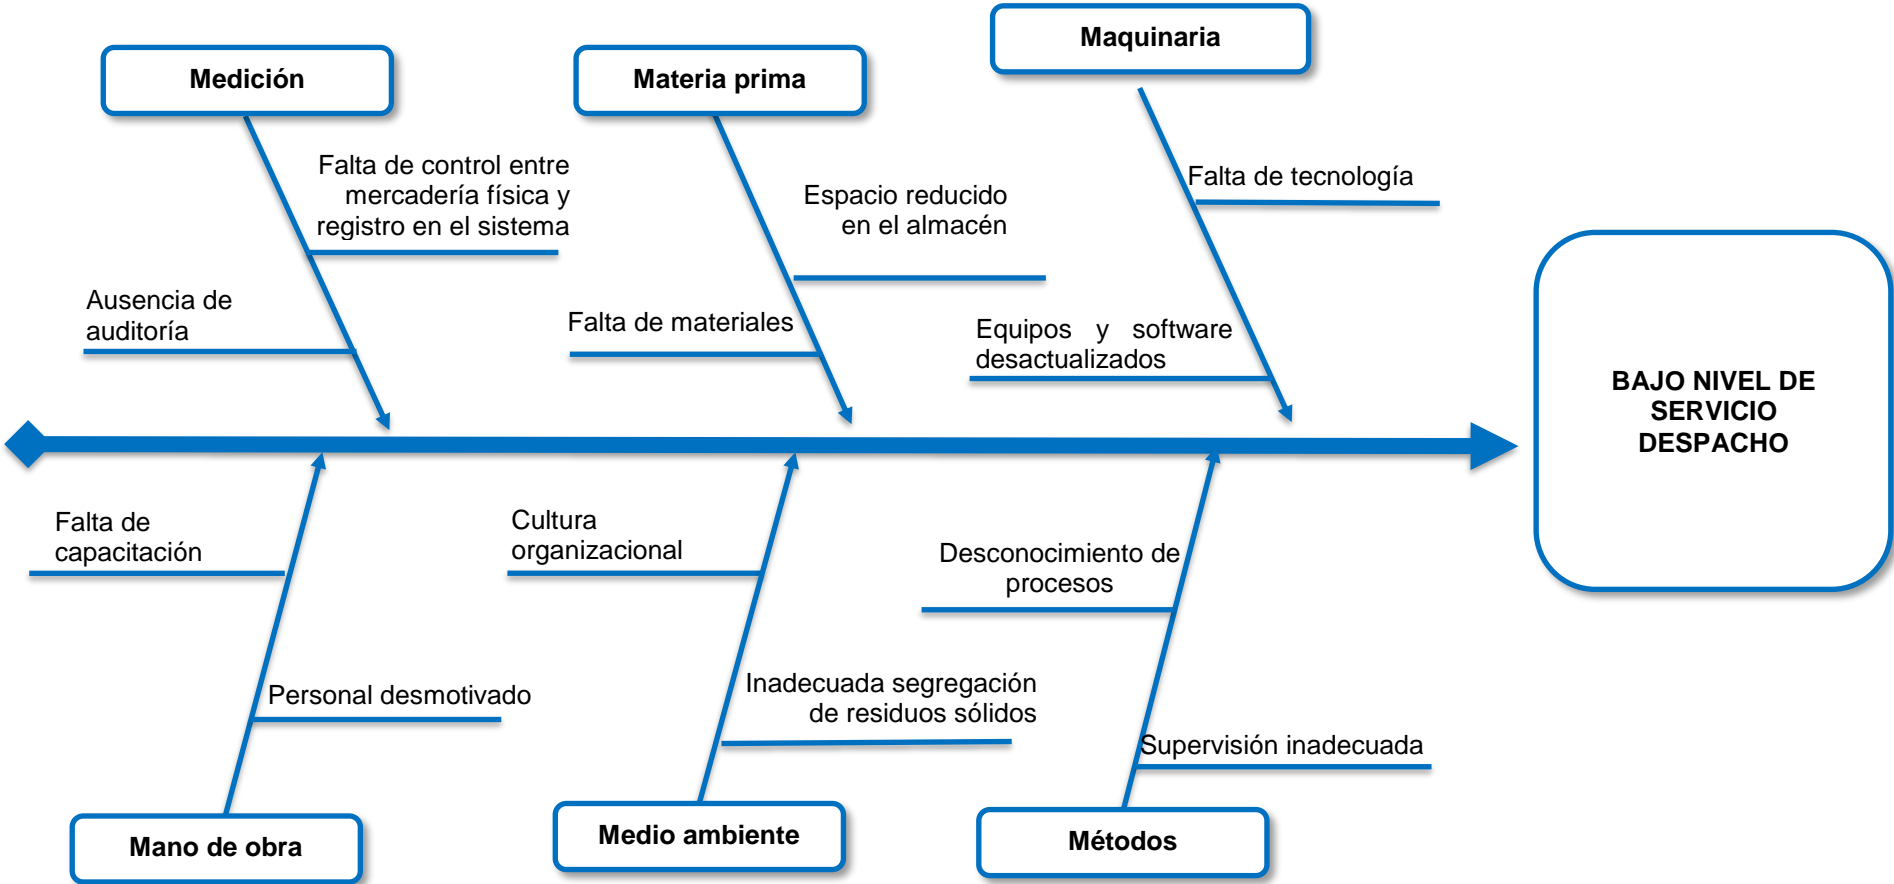 Medición
Materia prima
Maquinaria
Falta de control entre
mercadería física y
registro en el sistema
Espacio reducido
en el almacén
Falta de tecnología
Ausencia de
auditoría
Falta de materiales
Equipos y software
desactualizados
BAJO NIVEL DE
SERVICIO
DESPACHO
Falta de
capacitación
Cultura
organizacional
Desconocimiento de
procesos
Personal desmotivado
Inadecuada segregación
de residuos sólidos
Supervisión inadecuada
Mano de obra
Medio ambiente
Métodos